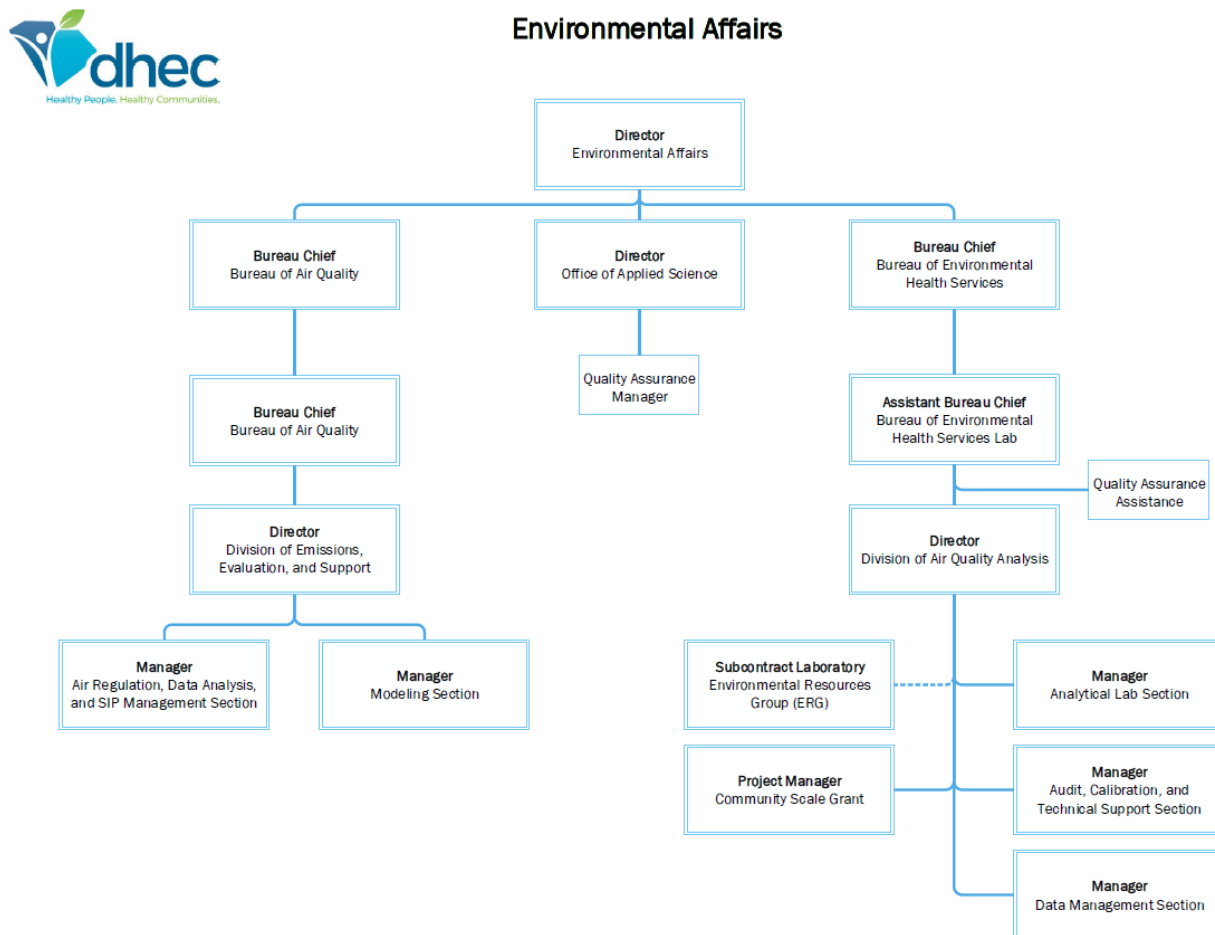 Environmental Affairs
dhec
Healthy People. Healthy Communities.
Director
Environmental Affairs
Bureau Chief
Bureau of Air Quality
Director
Office of Applied Science
Bureau Chief
Bureau of Environmental
Health Services
Quality Assurance
Manager
Bureau Chief
Bureau of Air Quality
Assistant Bureau Chief
Bureau of Environmental
Health Services Lab
Quality Assurance
Assistance
Director
Division of Emissions,
Evaluation, and Support
Director
Division of Air Quality Analysis
Manager
Air Regulation, Data Analysis,
and SIP Management Section
Manager
Modeling Section
Subcontract Laboratory
Environmental Resources
Group (ERG)
Manager
Analytical Lab Section
Project Manager
Community Scale Grant
Manager
Audit, Calibration, and
Technical Support Section
Manager
Data Management Section